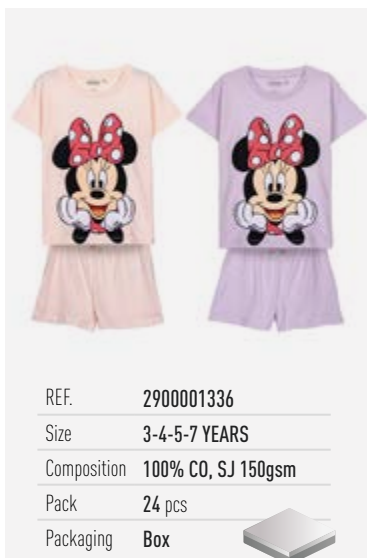 REF. 2900001336
Size 3-4-5-7 YEARS
Composition 100% CO, SJ 150gsm
Pack 24 pcs
Packaging Box